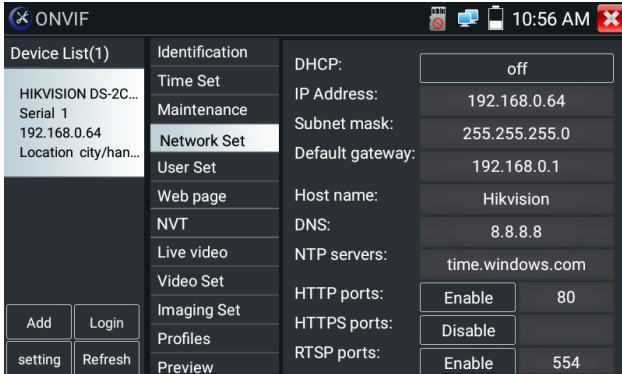 ONVIF
10:56 AM
Device List(1)
HIKVISION DS-2C...
Serial 1
192.168.0.64
Location city/han...
Add
Login
setting
Refresh
Identification
Time Set
Maintenance
Network Set
User Set
Web page
NVT
Live video
Video Set
Imaging Set
Profiles
Preview
DHCP: off
IP Address: 192.168.0.64
Subnet mask: 255.255.255.0
Default gateway: 192.168.0.1
Host name: Hikvision
DNS: 8.8.8.8
NTP servers: time.windows.com
HTTP ports: Enable 80
HTTPS ports: Disable
RTSP ports: Enable 554